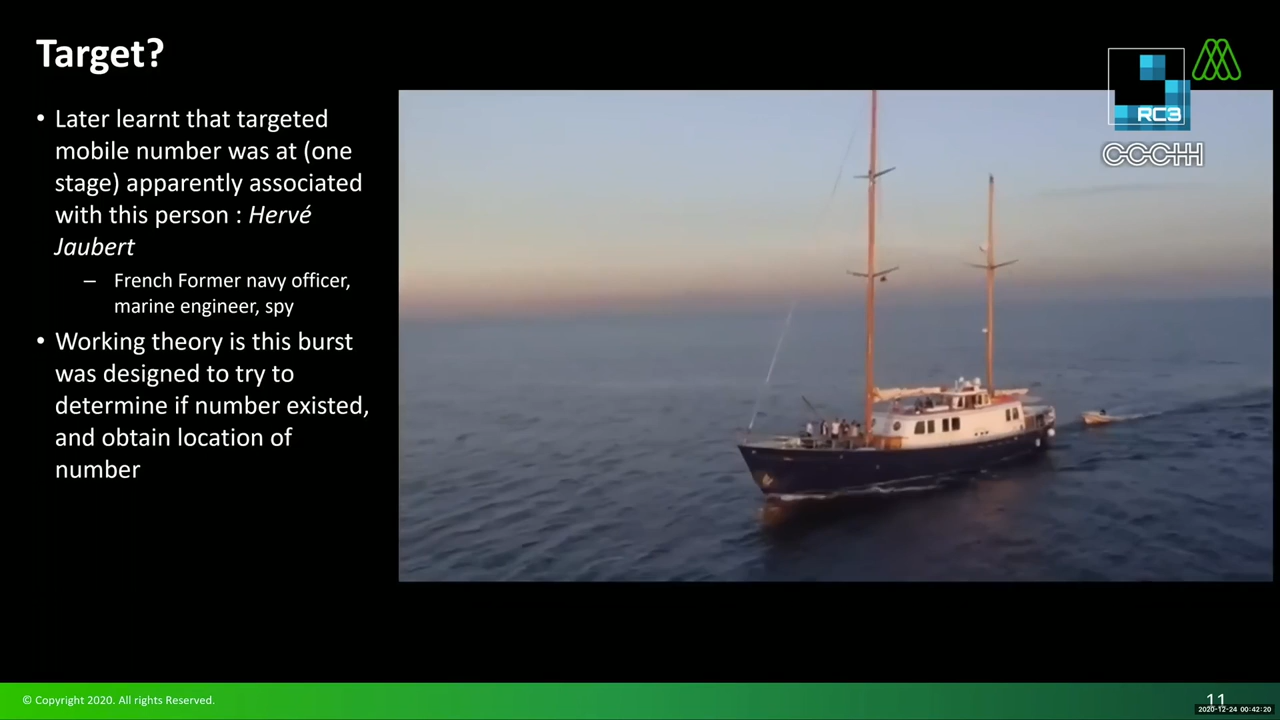 Target?
RC3
CCCHH
• Later learnt that targeted
mobile number was at (one
stage) apparently associated
with this person : Hervé
Jaubert
– French Former navy officer,
marine engineer, spy
• Working theory is this burst
was designed to try to
determine if number existed,
and obtain location of
number
© Copyright 2020. All rights Reserved.
11
2020-12-24 00:42:20